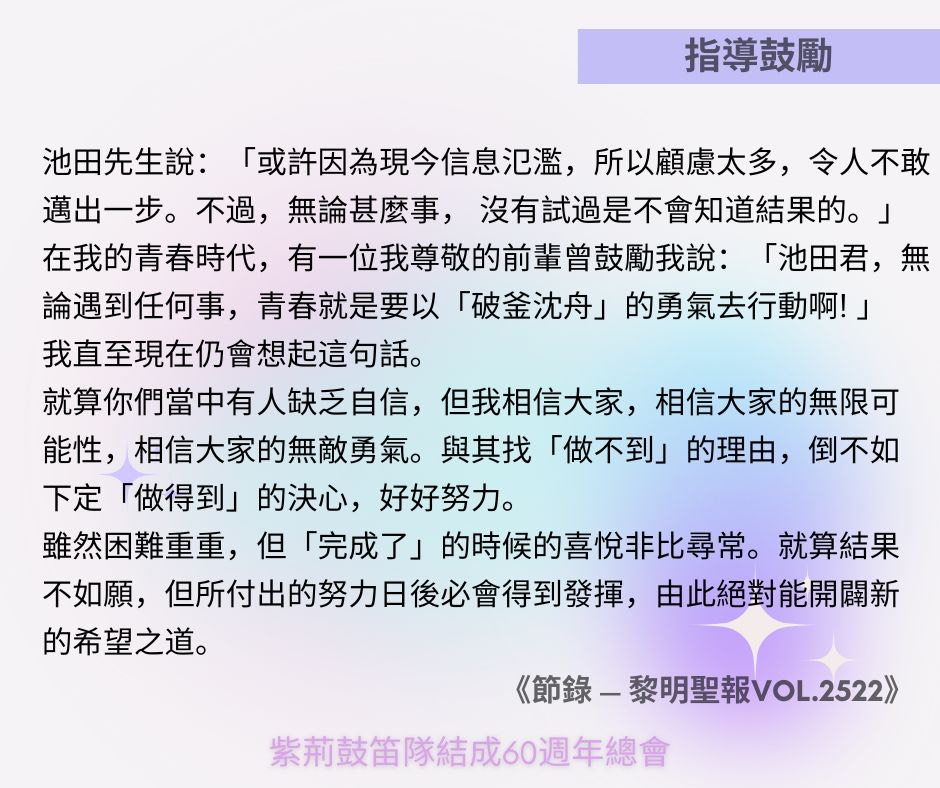 指導鼓勵
池田先生說：「或許因為現今信息氾濫，所以顧慮太多，令人不敢
邁出一步。不過，無論甚麼事， 沒有試過是不會知道結果的。」
在我的青春時代，有一位我尊敬的前輩曾鼓勵我說：「池田君，無
論遇到任何事，青春就是要以「破釜沈舟」的勇氣去行動啊! 」
我直至現在仍會想起這句話。
就算你們當中有人缺乏自信，但我相信大家，相信大家的無限可
能性，相信大家的無敵勇氣。與其找「做不到」的理由，倒不如
下定「做得到」的決心，好好努力。
雖然困難重重，但「完成了」的時候的喜悅非比尋常。就算結果
不如願，但所付出的努力日後必會得到發揮，由此絕對能開闢新
的希望之道。
《節錄 — 黎明聖報VOL.2522》
紫荊鼓笛隊結成60週年總會